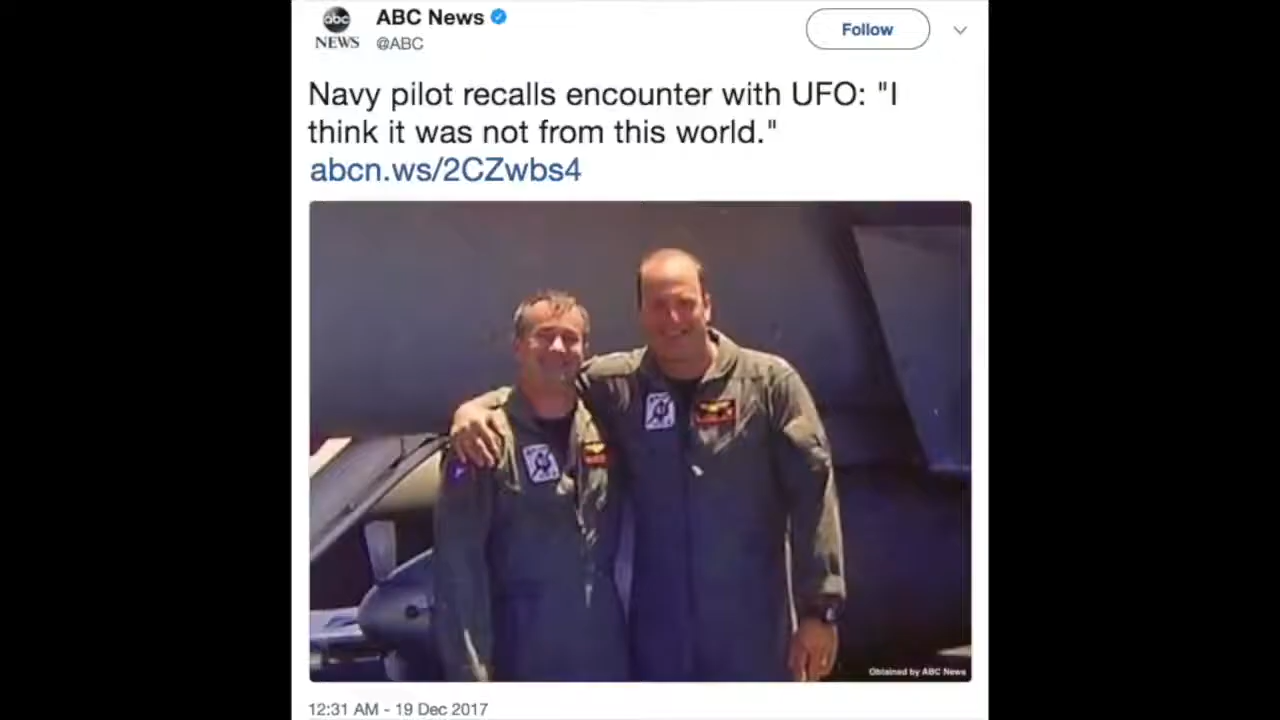 abc
NEWS
ABC News
@ABC
Follow
Navy pilot recalls encounter with UFO: "I
think it was not from this world."
abcn.ws/2CZwbs4
Obtained by ABC News
12:31 AM - 19 Dec 2017